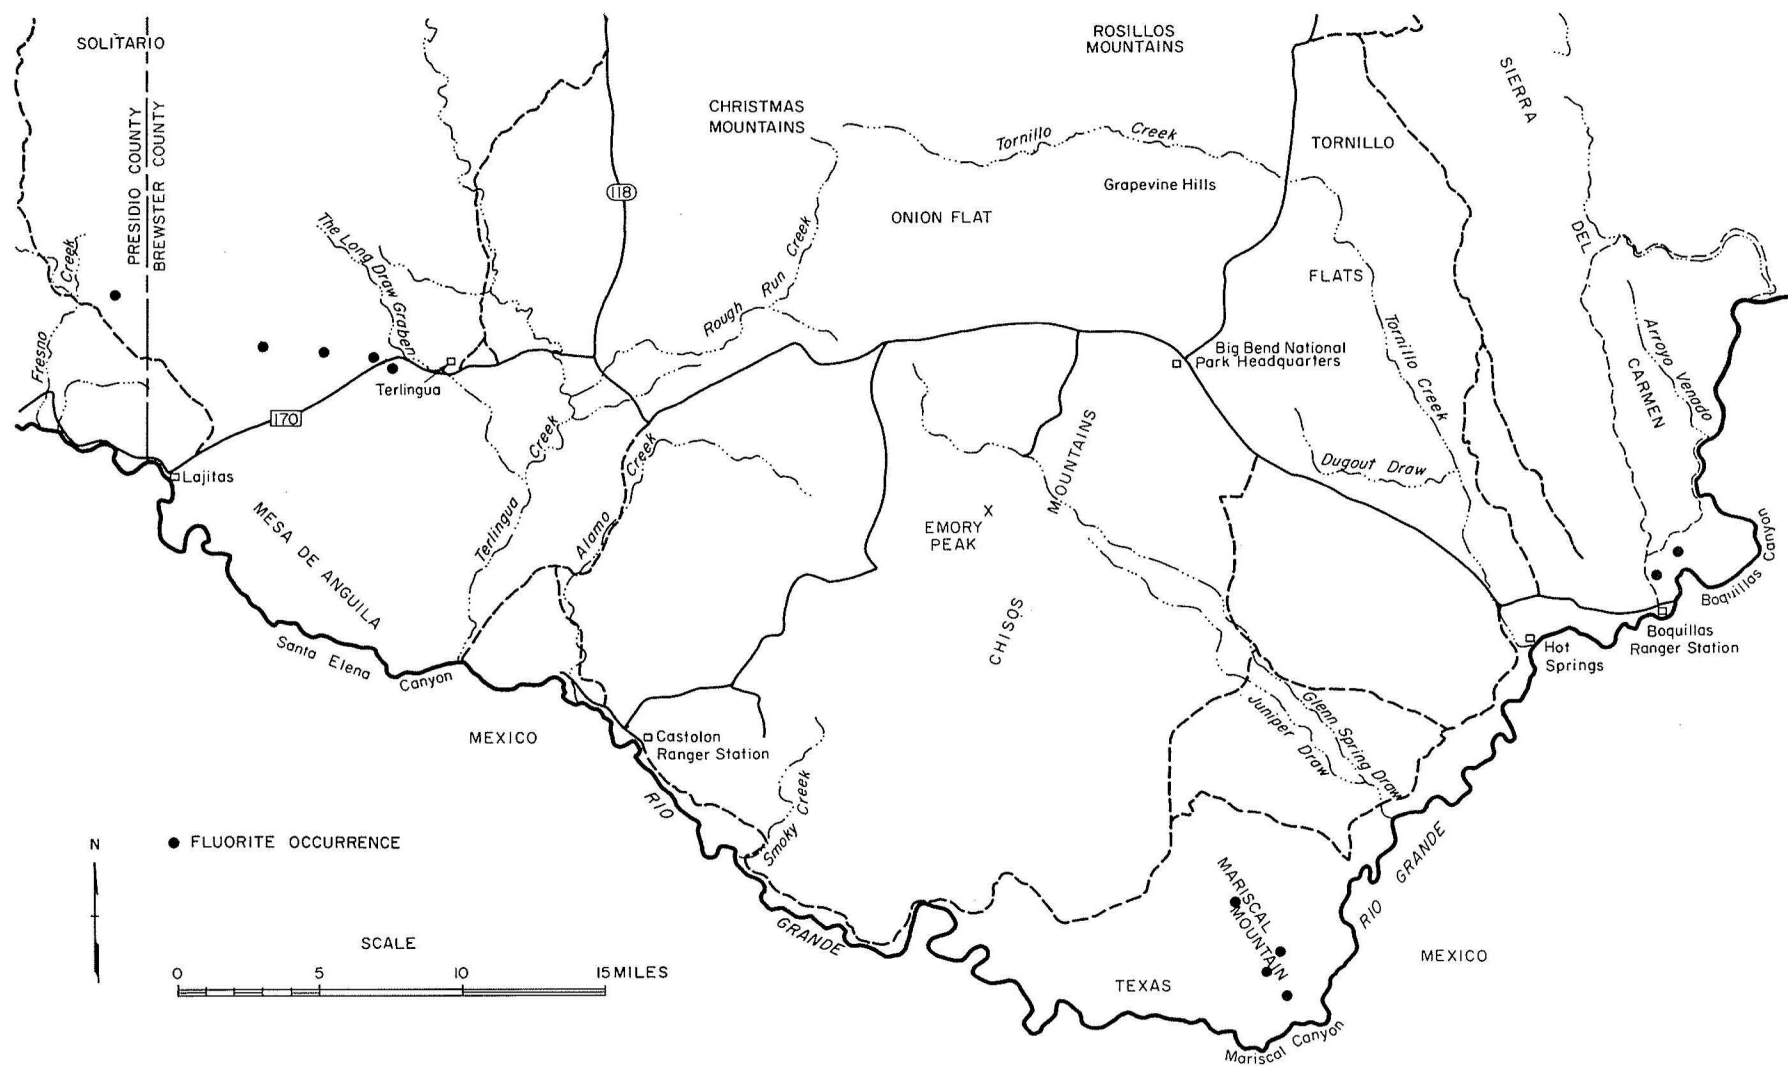 SOLITARIO
ROSILLOS
MOUNTAINS
SIERRA
CHRISTMAS
MOUNTAINS
PRESIDIO COUNTY
BREWSTER COUNTY
Tornillo Creek
TORNILLO
118
Grapevine Hills
ONION FLAT
The Long Draw Graben
Creek
DEL
FLATS
Rough Run Creek
Fresno
Tornillo Creek
Arroyo Venado
Big Bend National
Park Headquarters
CARMEN
Terlingua
170
MOUNTAINS
Creek
Creek
Dugout Draw
Lajitas
MESA DE ANGUILA
Terlingua
Alamo
EMORY X
PEAK
Boquillas Canyon
Santa Elena Canyon
CHISOS
Boquillas
Ranger Station
Hot
Springs
MEXICO
Castolon
Ranger Station
Glenn Spring Draw
Juniper Draw
RIO
Smoky Creek
N
FLUORITE OCCURRENCE
GRANDE
MARISCAL
MOUNTAIN
RIO
GRANDE
SCALE
0 5 10 15 MILES
TEXAS
MEXICO
Mariscal Canyon